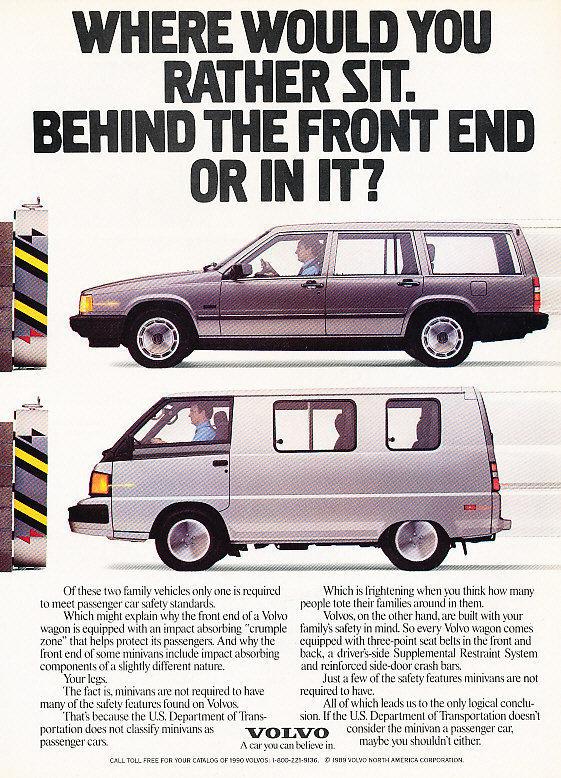 WHERE WOULD YOU
RATHER SIT.
BEHIND THE FRONT END
OR IN IT?
Of these two family vehicles only one is required
to meet passenger car safety standards.
Which might explain why the front end of a Volvo
wagon is equipped with an impact absorbing "crumple
zone" that helps protect its passengers. And why the
front end of some minivans include impact absorbing
components of a slightly different nature.
Your legs.
The fact is, minivans are not required to have
many of the safety features found on Volvos.
That's because the U.S. Department of Trans-
portation does not classify minivans as
passenger cars.
Which is frightening when you think how many
people tote their families around in them.
Volvos, on the other hand, are built with your
family's safety in mind. So every Volvo wagon comes
equipped with three-point seat belts in the front and
back, a driver's-side Supplemental Restraint System
and reinforced side-door crash bars.
Just a few of the safety features minivans are not
required to have.
All of which leads us to the only logical conclu-
sion. If the U.S. Department of Transportation doesn't
consider the minivan a passenger car,
maybe you shouldn't either.
VOLVO
A car you can believe in.
CALL TOLL FREE FOR YOUR CATALOG OF 1990 VOLVOS: 1-800-221-9136. © 1989 VOLVO NORTH AMERICA CORPORATION.